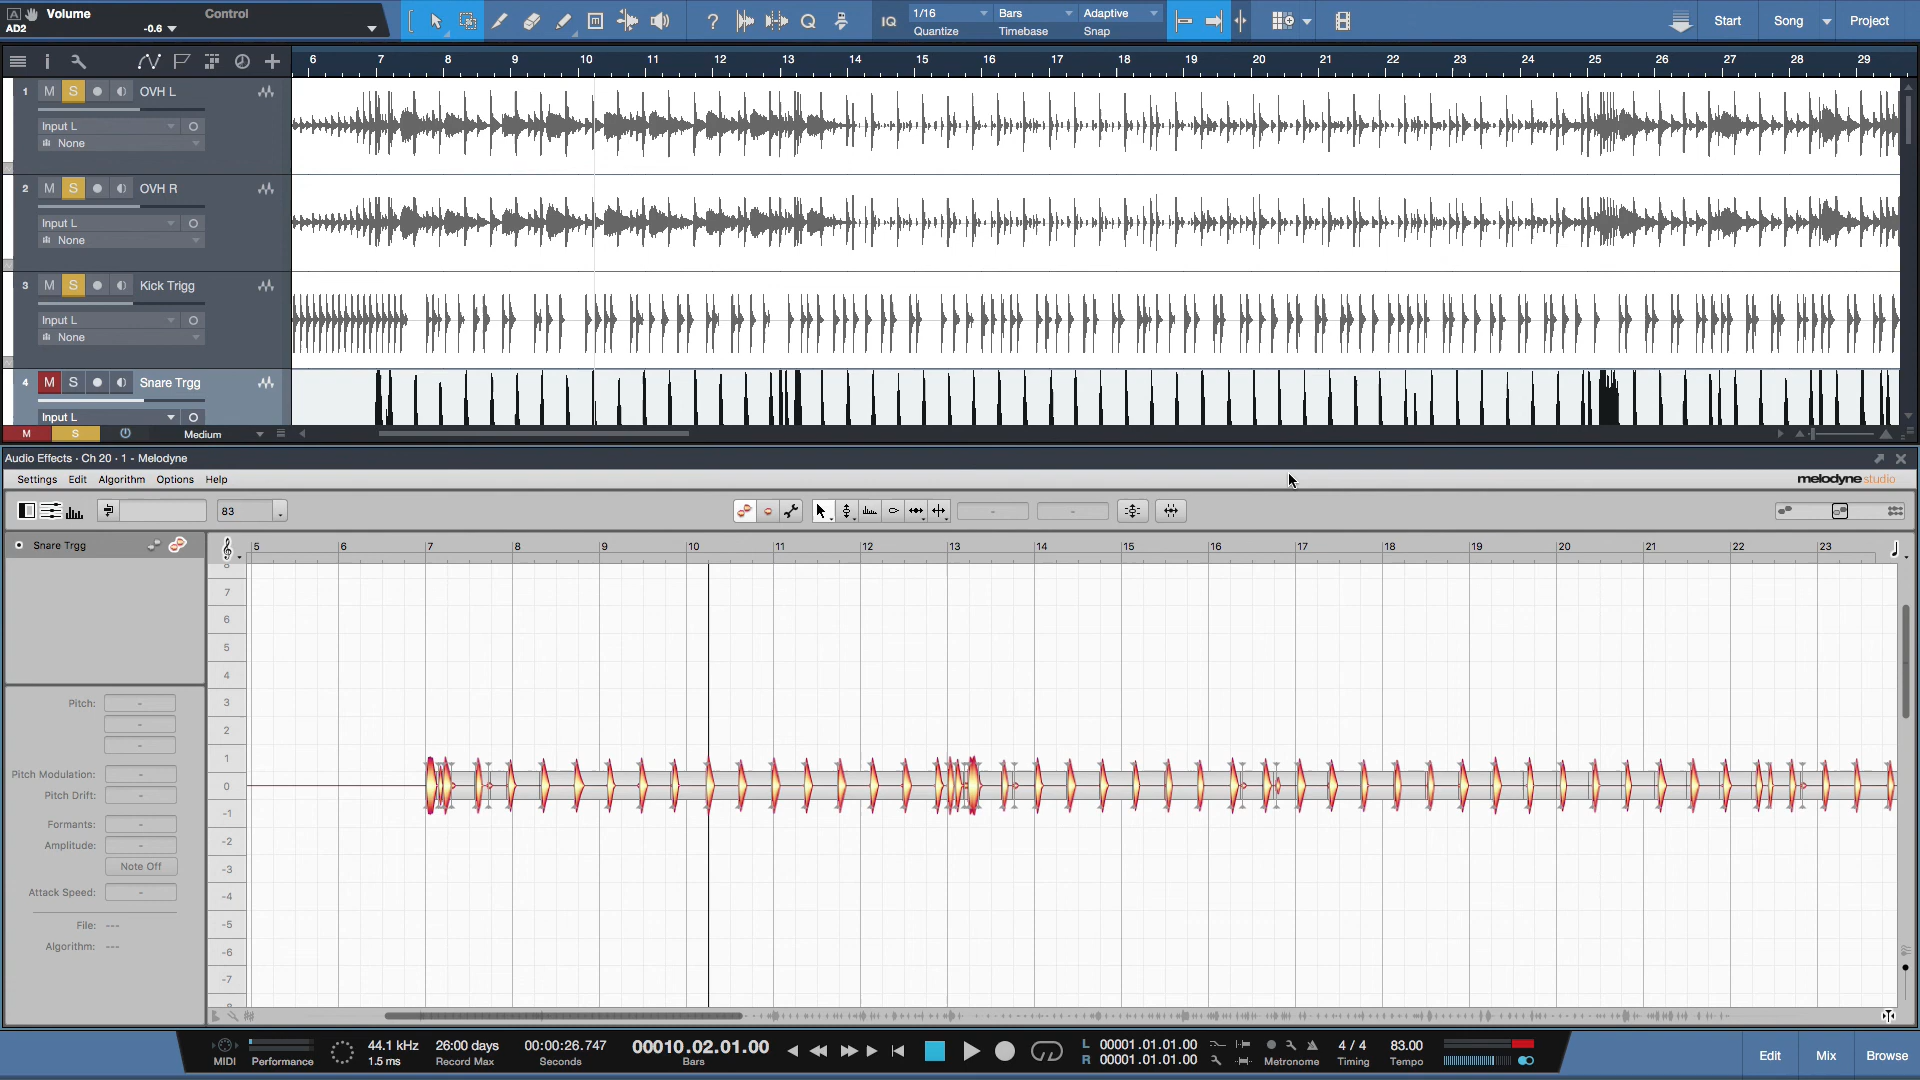 Volume
Control
AD2
-0.6
IQ
1/16
Bars
Adaptive
Quantize
Timebase
Snap
Start
Song
Project
6 7 8 9 10 11 12 13 14 15 16 17 18 19 20 21 22 23 24 25 26 27 28 29
1 M S OVH L
Input L
None
2 M S OVH R
Input L
None
3 M S Kick Trigg
Input L
None
4 M S Snare Trgg
Input L
M S Medium
Audio Effects - Ch 20 - 1 - Melodyne
Settings Edit Algorithm Options Help
melodyne studio
83
-
-
Snare Trgg
5 6 7 8 9 10 11 12 13 14 15 16 17 18 19 20 21 22 23
7
6
5
4
3
2
1
0
-1
-2
-3
-4
-5
-6
-7
Pitch: -
-
-
Pitch Modulation: -
Pitch Drift: -
Formants: -
Amplitude: -
Note Off
Attack Speed: -
File: ---
Algorithm: ---
MIDI
Performance
44.1 kHz
1.5 ms
26:00 days
Record Max
00:00:26.747
Seconds
00010.02.01.00
Bars
L 00001.01.01.00
R 00001.01.01.00
Metronome
4 / 4
Timing
83.00
Tempo
Edit
Mix
Browse